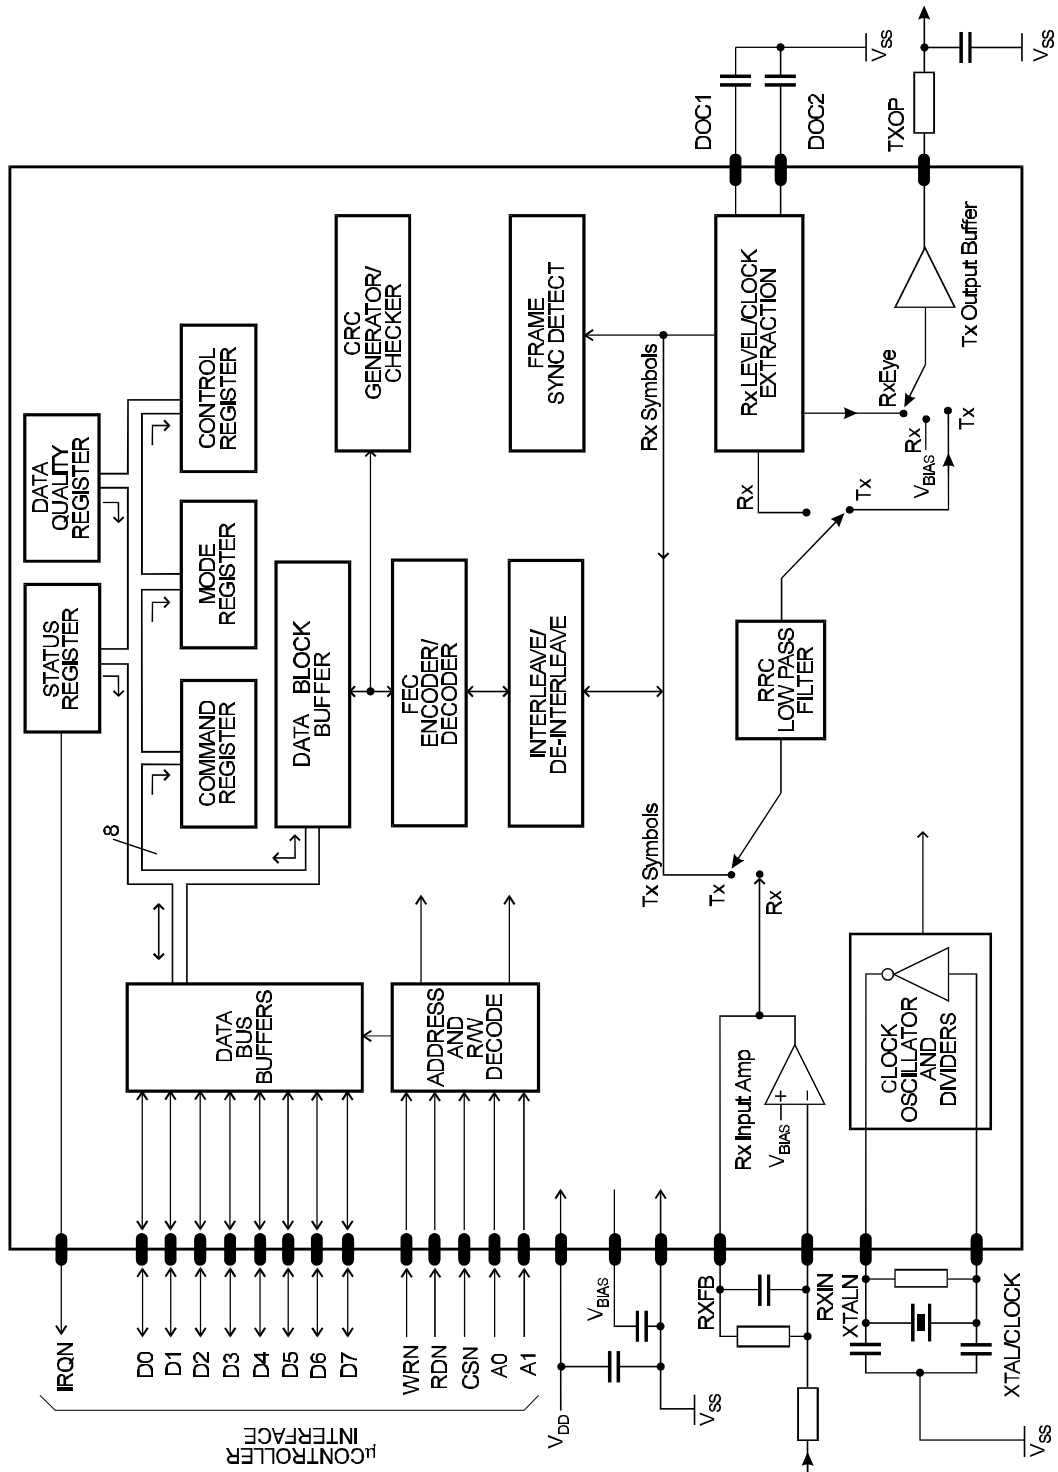 µCONTROLLER
INTERFACE
IRQN
D0
D1
D2
D3
D4
D5
D6
D7
WRN
RDN
CSN
A0
A1
VDD
VBIAS
VSS
RXFB
RXIN
XTALN
XTAL/CLOCK
VSS
STATUS
REGISTER
DATA
QUALITY
REGISTER
COMMAND
REGISTER
MODE
REGISTER
CONTROL
REGISTER
8
DATA
BUS
BUFFERS
ADDRESS
AND
R/W
DECODE
DATA BLOCK
BUFFER
CRC
GENERATOR/
CHECKER
FEC
ENCODER/
DECODER
INTERLEAVE/
DE-INTERLEAVE
FRAME
SYNC DETECT
Tx Symbols
Rx Symbols
Rx Input Amp
VBIAS
+
−
Tx
Rx
RRC
LOW PASS
FILTER
Rx
Tx
Rx LEVEL/CLOCK
EXTRACTION
RxEye
Rx
VBIAS
Tx
Tx Output Buffer
CLOCK
OSCILLATOR
AND
DIVIDERS
DOC1
DOC2
VSS
TXOP
VSS